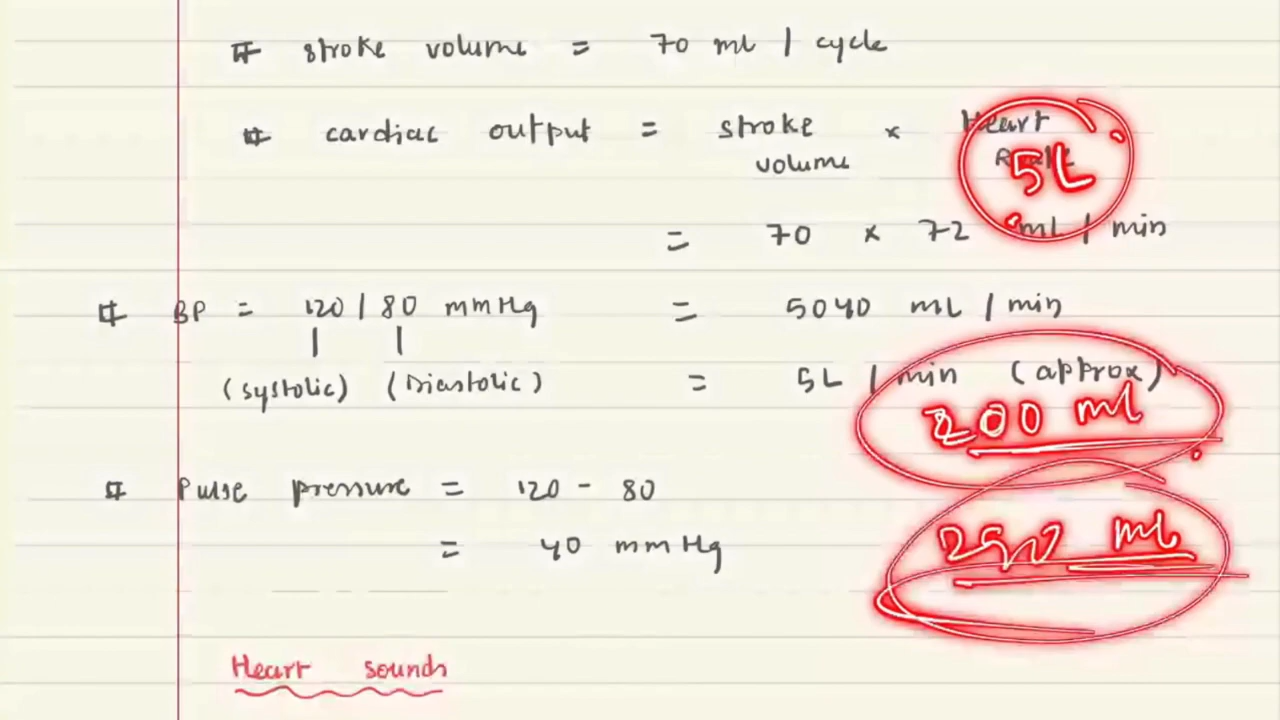 # stroke volume = 70 ml / cycle
# cardiac output = stroke volume × Heart
5L
= 70 × 72 ml / min
# BP = 120 / 80 mmHg = 5040 mL / min
(systolic) (Diastolic) = 5L / min (approx)
200 ml
# Pulse pressure = 120 - 80
= 40 mmHg
ml
Heart sounds